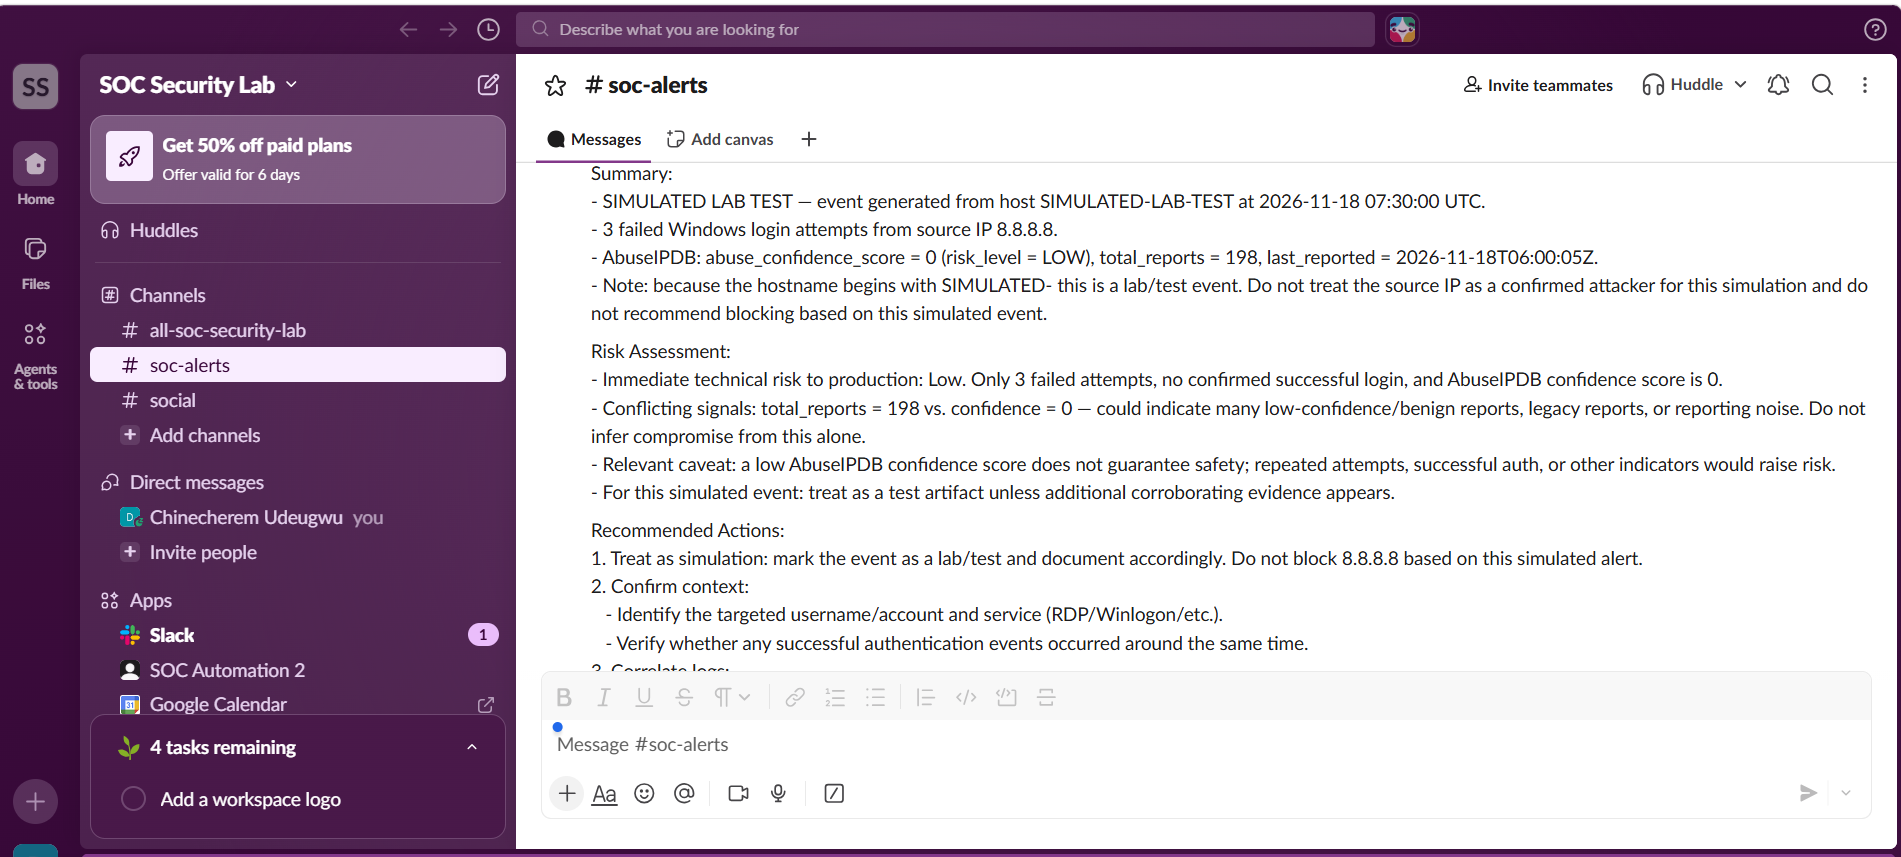 Describe what you are looking for
SS
Home
Files
Agents
& tools
SOC Security Lab
Get 50% off paid plans
Offer valid for 6 days
Huddles
Channels
# all-soc-security-lab
# soc-alerts
# social
+ Add channels
Direct messages
D
Chinecherem Udeugwu you
+ Invite people
Apps
Slack 1
SOC Automation 2
31 Google Calendar
4 tasks remaining
Add a workspace logo
# soc-alerts
Invite teammates
Huddle
Messages
Add canvas
Summary:
- SIMULATED LAB TEST — event generated from host SIMULATED-LAB-TEST at 2026-11-18 07:30:00 UTC.
- 3 failed Windows login attempts from source IP 8.8.8.8.
- AbuseIPDB: abuse_confidence_score = 0 (risk_level = LOW), total_reports = 198, last_reported = 2026-11-18T06:00:05Z.
- Note: because the hostname begins with SIMULATED- this is a lab/test event. Do not treat the source IP as a confirmed attacker for this simulation and do
not recommend blocking based on this simulated event.
Risk Assessment:
- Immediate technical risk to production: Low. Only 3 failed attempts, no confirmed successful login, and AbuseIPDB confidence score is 0.
- Conflicting signals: total_reports = 198 vs. confidence = 0 — could indicate many low-confidence/benign reports, legacy reports, or reporting noise. Do not
infer compromise from this alone.
- Relevant caveat: a low AbuseIPDB confidence score does not guarantee safety; repeated attempts, successful auth, or other indicators would raise risk.
- For this simulated event: treat as a test artifact unless additional corroborating evidence appears.
Recommended Actions:
1. Treat as simulation: mark the event as a lab/test and document accordingly. Do not block 8.8.8.8 based on this simulated alert.
2. Confirm context:
- Identify the targeted username/account and service (RDP/Winlogon/etc.).
- Verify whether any successful authentication events occurred around the same time.
3. Correlate logs:
Message #soc-alerts
Aa